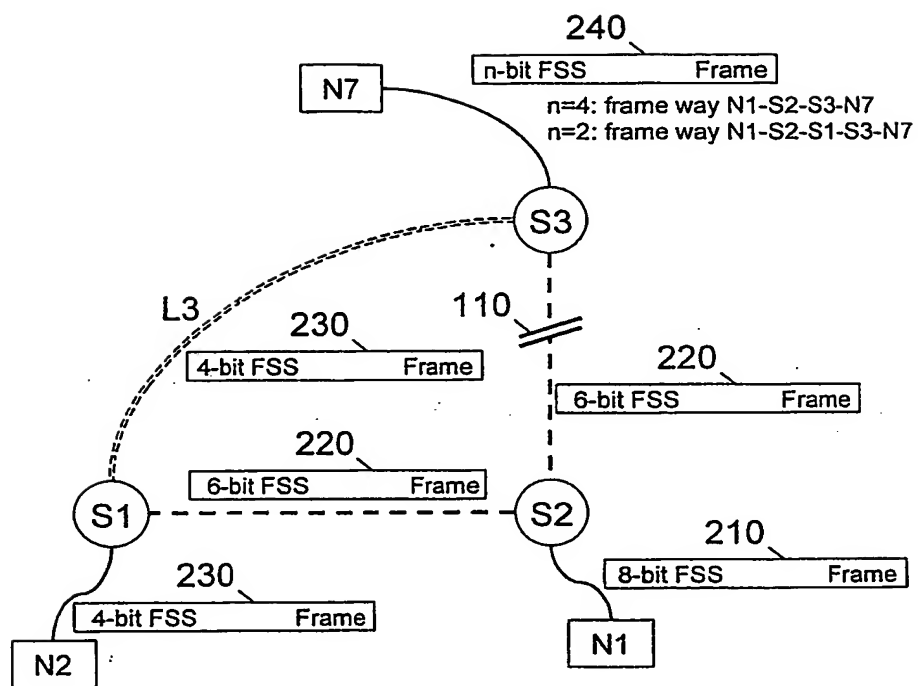 240
n-bit FSS Frame
N7
n=4: frame way N1-S2-S3-N7
n=2: frame way N1-S2-S1-S3-N7
S3
L3
110
230
4-bit FSS Frame
220
6-bit FSS Frame
220
6-bit FSS Frame
S1
S2
210
8-bit FSS Frame
230
4-bit FSS Frame
N1
N2